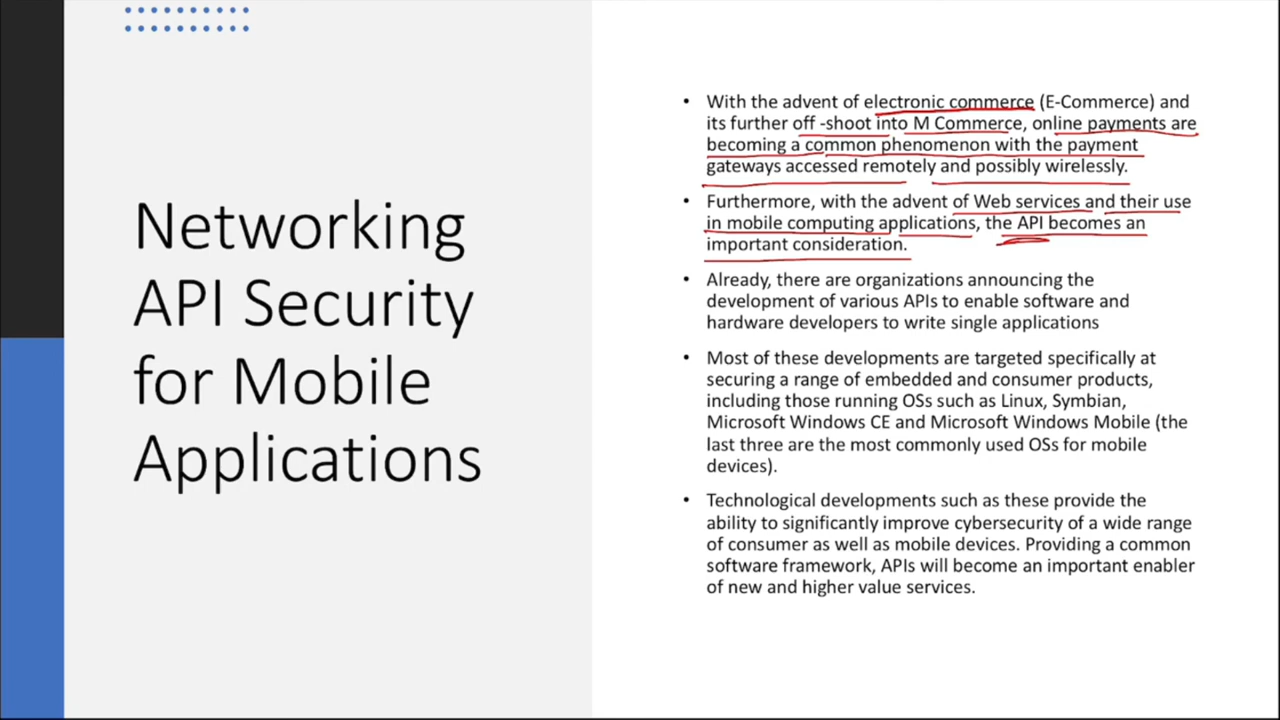 Networking
API Security
for Mobile
Applications
• With the advent of electronic commerce (E-Commerce) and
its further off -shoot into M Commerce, online payments are
becoming a common phenomenon with the payment
gateways accessed remotely and possibly wirelessly.
• Furthermore, with the advent of Web services and their use
in mobile computing applications, the API becomes an
important consideration.
• Already, there are organizations announcing the
development of various APIs to enable software and
hardware developers to write single applications
• Most of these developments are targeted specifically at
securing a range of embedded and consumer products,
including those running OSs such as Linux, Symbian,
Microsoft Windows CE and Microsoft Windows Mobile (the
last three are the most commonly used OSs for mobile
devices).
• Technological developments such as these provide the
ability to significantly improve cybersecurity of a wide range
of consumer as well as mobile devices. Providing a common
software framework, APIs will become an important enabler
of new and higher value services.